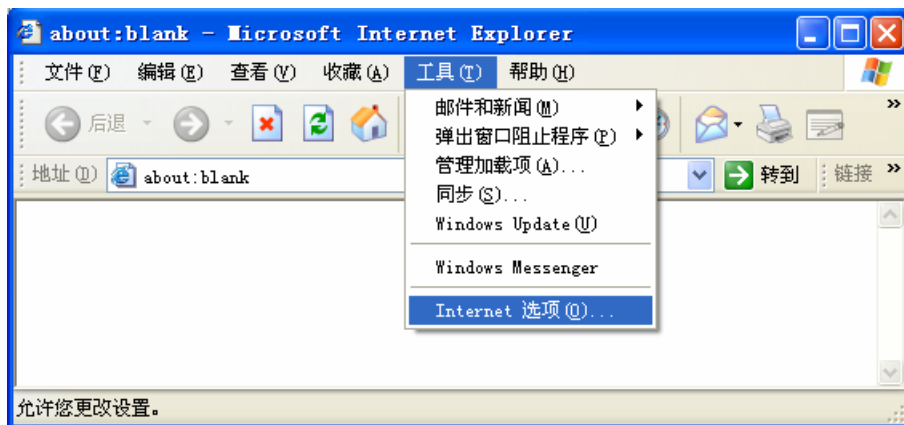 about:blank - Microsoft Internet Explorer
文件(F) 编辑(E) 查看(V) 收藏(A) 工具(T) 帮助(H)
后退
邮件和新闻(M)
弹出窗口阻止程序(P)
管理加载项(A)...
同步(S)...
Windows Update(U)
Windows Messenger
Internet 选项(O)...
地址(D) about:blank 转到 链接
允许您更改设置。